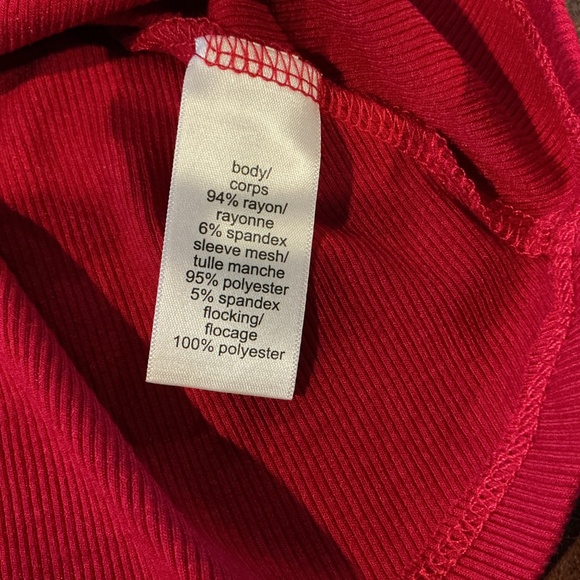 body/
corps
94% rayon/
rayonne
6% spandex
sleeve mesh/
tulle manche
95% polyester
5% spandex
flocking/
flocage
100% polyester